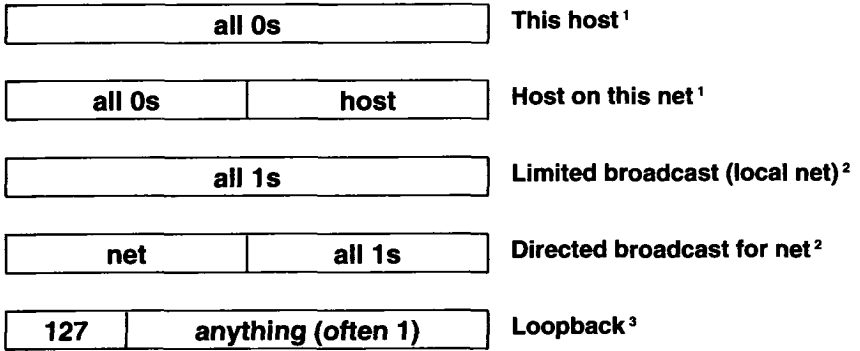 all 0s This host ¹
all 0s host Host on this net ¹
all 1s Limited broadcast (local net) ²
net all 1s Directed broadcast for net ²
127 anything (often 1) Loopback ³